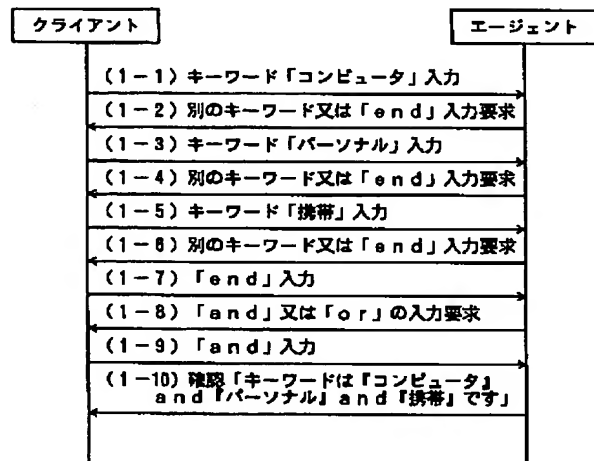 クライアント
エージェント
(1-1)キーワード「コンピュータ」入力
(1-2)別のキーワード又は「end」入力要求
(1-3)キーワード「パーソナル」入力
(1-4)別のキーワード又は「end」入力要求
(1-5)キーワード「携帯」入力
(1-6)別のキーワード又は「end」入力要求
(1-7)「end」入力
(1-8)「and」又は「or」の入力要求
(1-9)「and」入力
(1-10)確認「キーワードは『コンピュータ』
and『パーソナル』and『携帯』です」